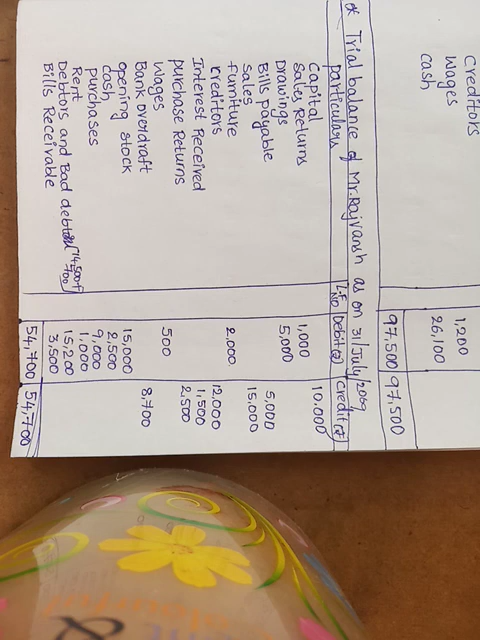 Creditors
Wages 1,200
Cash 26,100
97,500 97,500
* Trial balance of Mr. Rajvansh as on 31/July/2009
particulars L.F No Debit(₹) Credit(₹)
Capital 10,000
Sales Returns 1,000
Drawings 5,000
Bills payable 5,000
Sales 15,000
furniture 2,000
Creditors 12,000
Interest Received 1,500
purchase Returns 2,500
Wages 500
Bank overdraft 8,700
opening stock 15,000
cash 2,500
purchases 9,000
Rent 1,000
Debtors and Bad debts 14,500+700 15,200
Bills Receivable 3,500
54,700 54,700
&